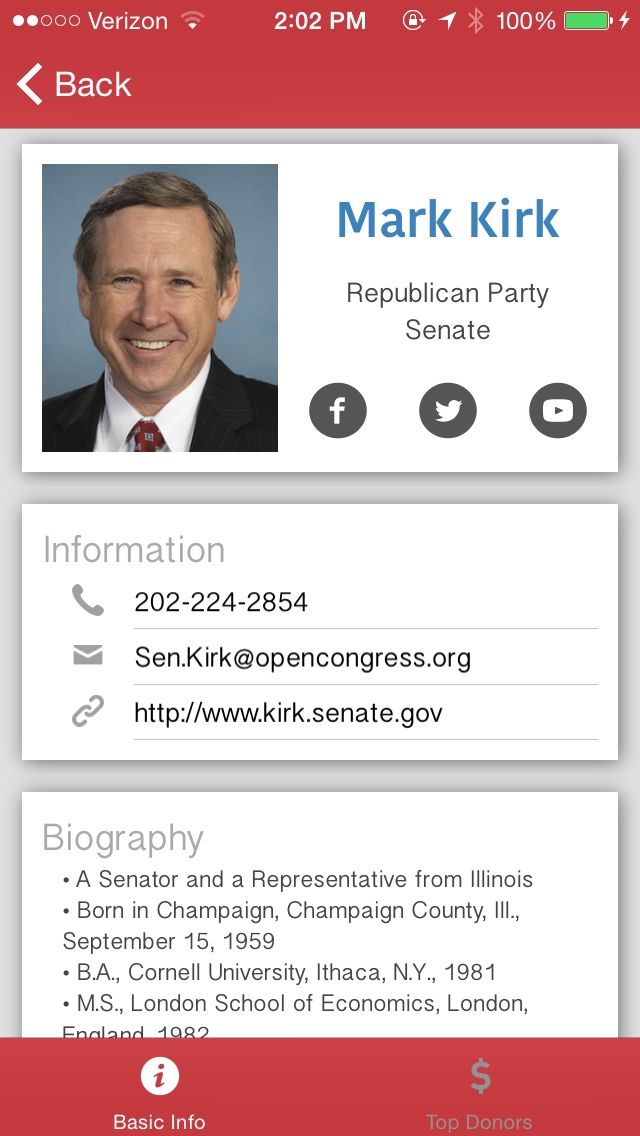 Verizon 2:02 PM 100%
Back
Mark Kirk
Republican Party
Senate
Information
202-224-2854
Sen.Kirk@opencongress.org
http://www.kirk.senate.gov
Biography
• A Senator and a Representative from Illinois
• Born in Champaign, Champaign County, Ill.,
September 15, 1959
• B.A., Cornell University, Ithaca, N.Y., 1981
• M.S., London School of Economics, London,
England, 1982
Basic Info Top Donors